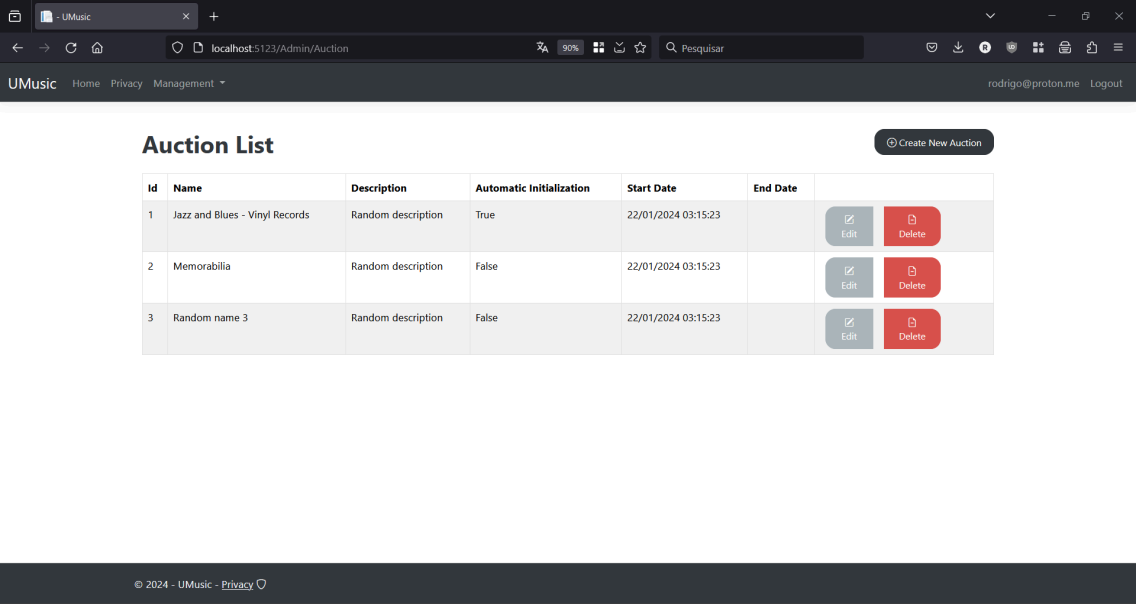 - UMusic
localhost:5123/Admin/Auction 90% Pesquisar
UMusic Home Privacy Management rodrigo@proton.me Logout
Auction List
Create New Auction
Id Name Description Automatic Initialization Start Date End Date
1 Jazz and Blues - Vinyl Records Random description True 22/01/2024 03:15:23
Edit Delete
2 Memorabilia Random description False 22/01/2024 03:15:23
Edit Delete
3 Random name 3 Random description False 22/01/2024 03:15:23
Edit Delete
© 2024 - UMusic - Privacy